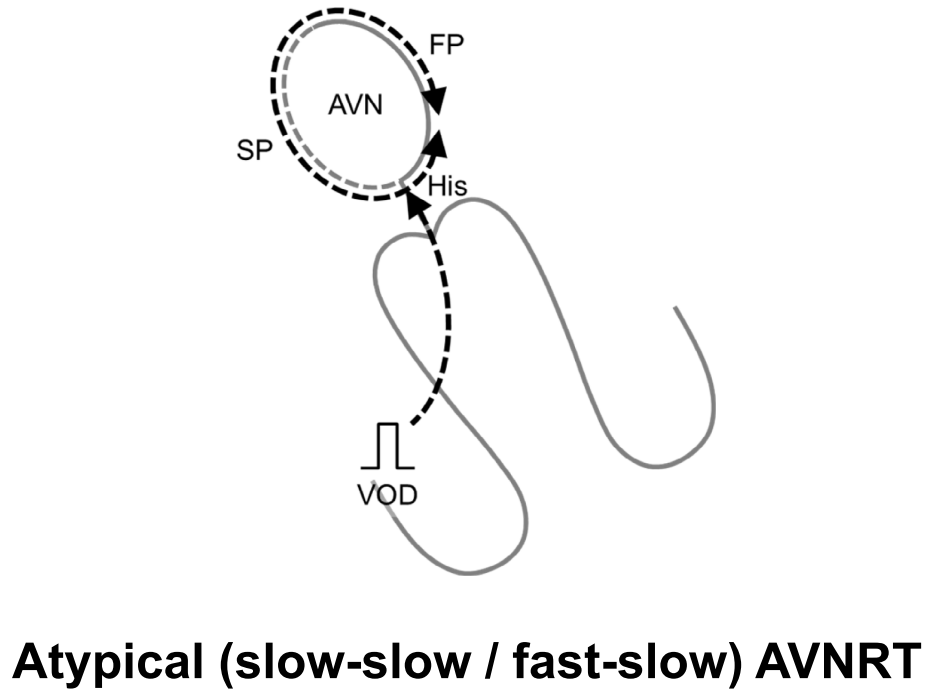 FP
AVN
SP
His
VOD
Atypical (slow-slow / fast-slow) AVNRT